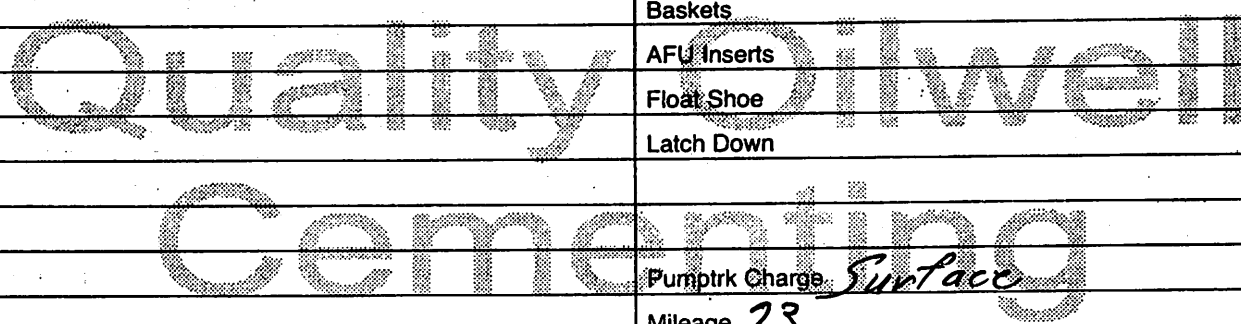 Baskets
Quality Oilwell
AFU Inserts
Float Shoe
Latch Down
Cementing
Pumptrk Charge Surface
Mileage 23